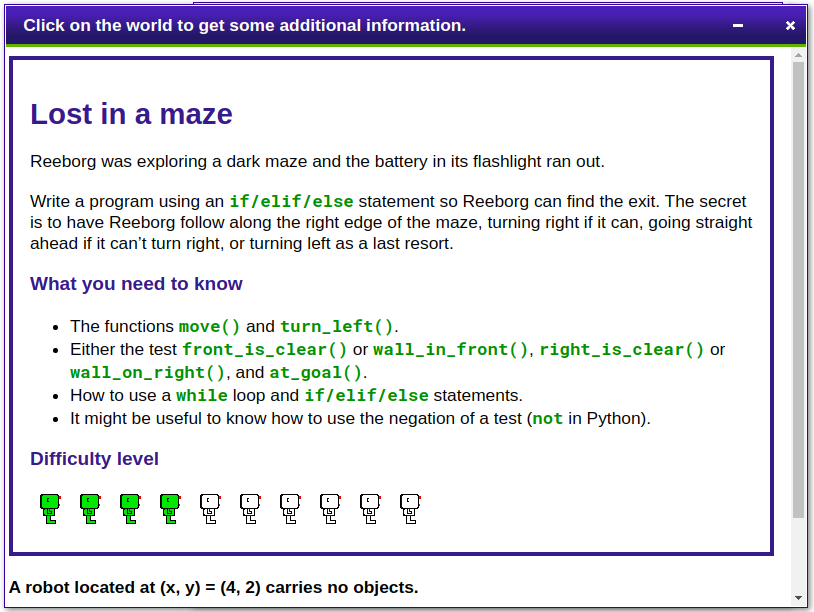 Click on the world to get some additional information.
Lost in a maze
Reeborg was exploring a dark maze and the battery in its flashlight ran out.
Write a program using an if/elif/else statement so Reeborg can find the exit. The secret
is to have Reeborg follow along the right edge of the maze, turning right if it can, going straight
ahead if it can’t turn right, or turning left as a last resort.
What you need to know
• The functions move() and turn_left().
• Either the test front_is_clear() or wall_in_front(), right_is_clear() or
wall_on_right(), and at_goal().
• How to use a while loop and if/elif/else statements.
• It might be useful to know how to use the negation of a test (not in Python).
Difficulty level
A robot located at (x, y) = (4, 2) carries no objects.